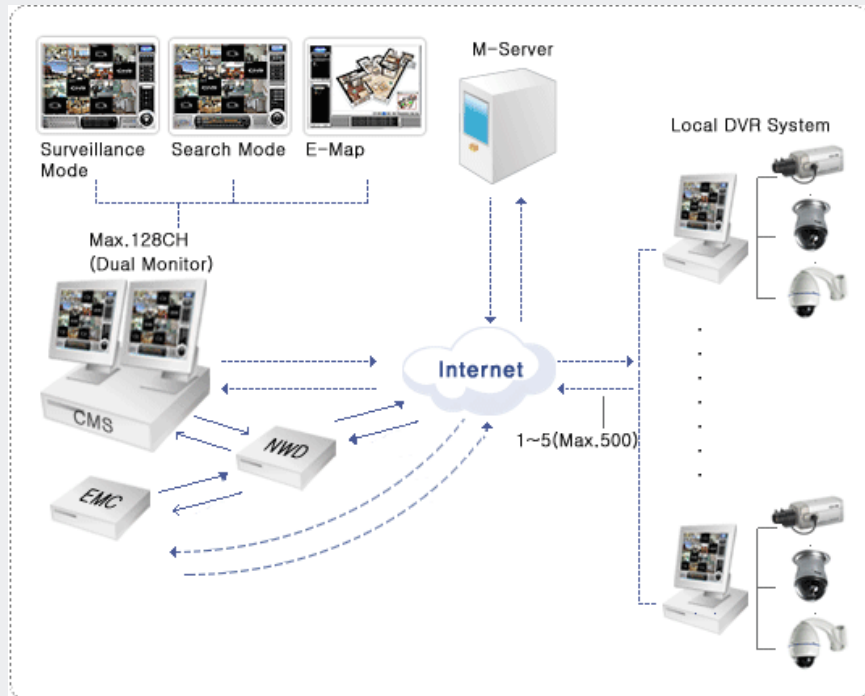 M-Server
Surveillance
Mode
Search Mode
E-Map
Local DVR System
Max.128CH
(Dual Monitor)
Internet
CMS
NWD
EMC
1~5(Max.500)